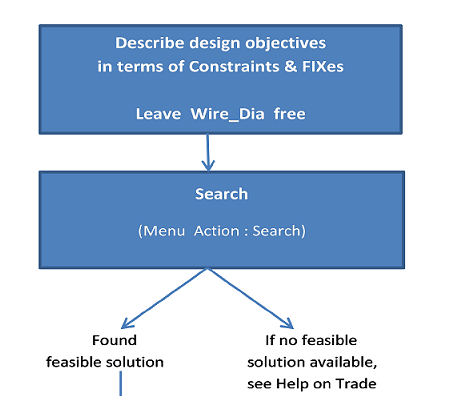 Describe design objectives
in terms of Constraints & FIXes
Leave Wire_Dia free
Search
(Menu Action : Search)
Found
feasible solution
If no feasible
solution available,
see Help on Trade